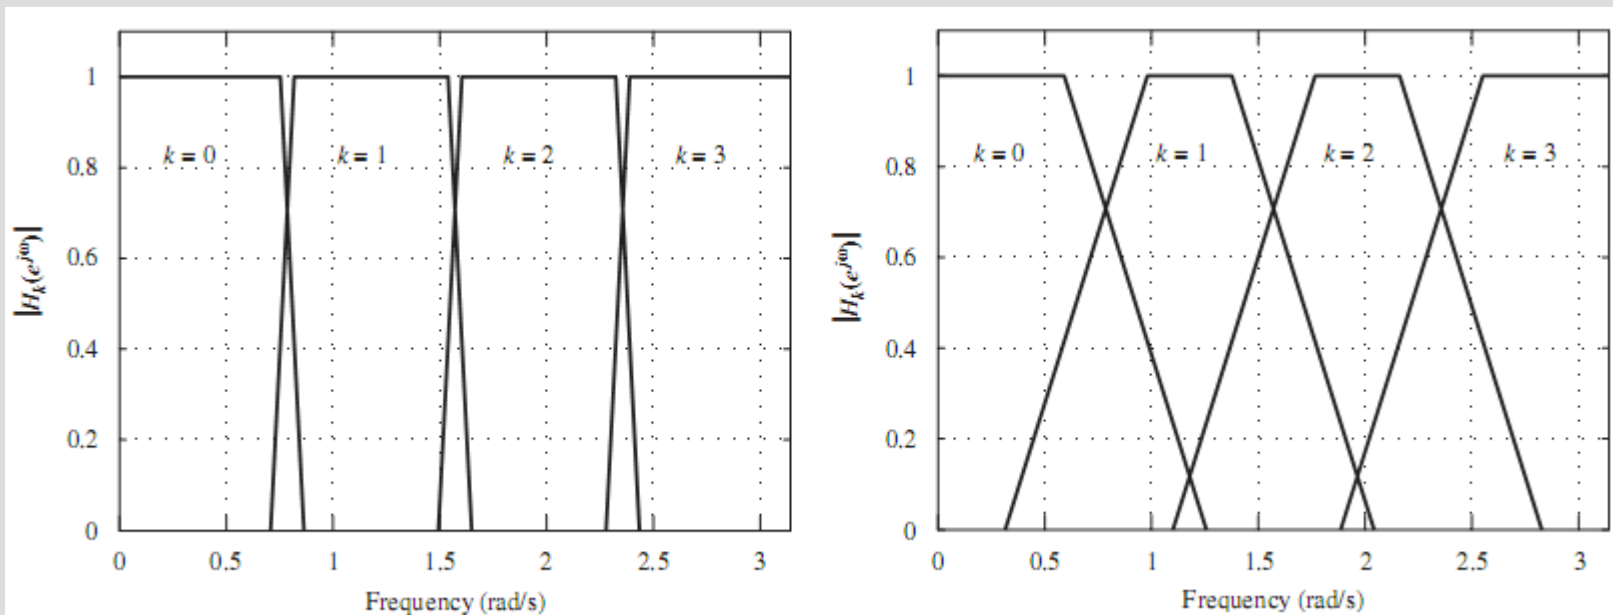 1
0.8
0.6
0.4
0.2
0
k = 0
k = 1
k = 2
k = 3
|H_k(e^{jω})|
0
0.5
1
1.5
2
2.5
3
Frequency (rad/s)
1
0.8
0.6
0.4
0.2
0
k = 0
k = 1
k = 2
k = 3
|H_k(e^{jω})|
0
0.5
1
1.5
2
2.5
3
Frequency (rad/s)